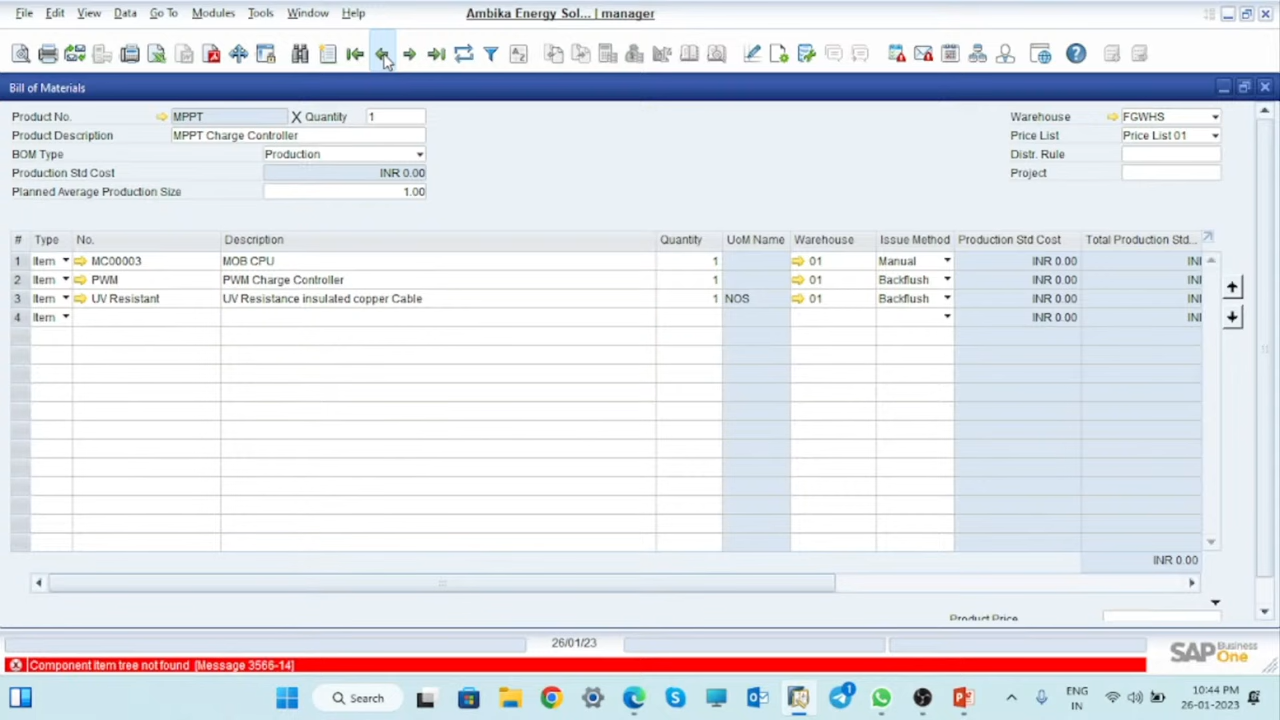 File Edit View Data Go To Modules Tools Window Help Ambika Energy Sol... | manager
Bill of Materials
Product No. MPPT X Quantity 1 Warehouse FGWHS
Product Description MPPT Charge Controller Price List Price List 01
BOM Type Production Distr. Rule
Production Std Cost INR 0.00 Project
Planned Average Production Size 1.00
# Type No. Description Quantity UoM Name Warehouse Issue Method Production Std Cost Total Production Std...
1 Item MC00003 MOB CPU 1 01 Manual INR 0.00 INI
2 Item PWM PWM Charge Controller 1 01 Backflush INR 0.00 INI
3 Item UV Resistant UV Resistance insulated copper Cable 1 NOS 01 Backflush INR 0.00 INI
4 Item INR 0.00 INI
INR 0.00
Product Price
26/01/23
SAP Business One
Component item tree not found [Message 3566-14]
Search 1 ENG IN 10:44 PM 26-01-2023